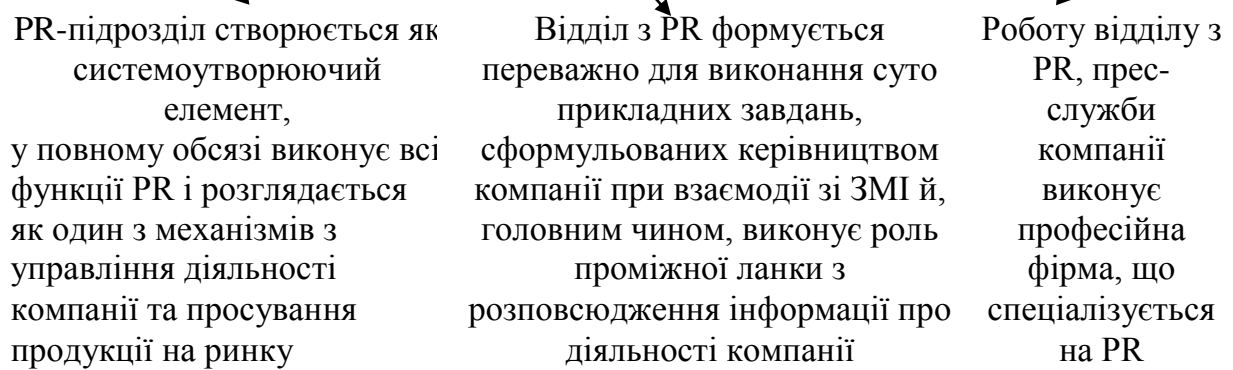 PR-підрозділ створюється як
системоутворюючий
елемент,
у повному обсязі виконує всі
функції PR і розглядається
як один з механізмів з
управління діяльності
компанії та просування
продукції на ринку
Відділ з PR формується
переважно для виконання суто
прикладних завдань,
сформульованих керівництвом
компанії при взаємодії зі ЗМІ й,
головним чином, виконує роль
проміжної ланки з
розповсюдження інформації про
діяльності компанії
Роботу відділу з
PR, прес-
служби
компанії
виконує
професійна
фірма, що
спеціалізується
на PR